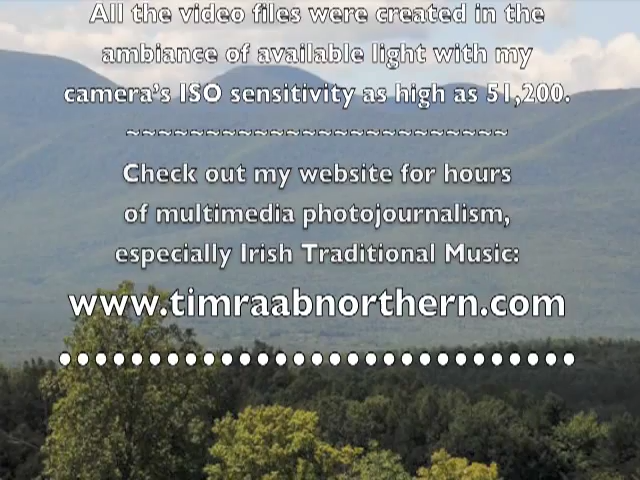 All the video files were created in the
ambiance of available light with my
camera's ISO sensitivity as high as 51,200.
~~~~~~~~~~~~~~~~~~~~~~~~
Check out my website for hours
of multimedia photojournalism,
especially Irish Traditional Music:
www.timraabnorthern.com
●●●●●●●●●●●●●●●●●●●●●●●●●●●●●